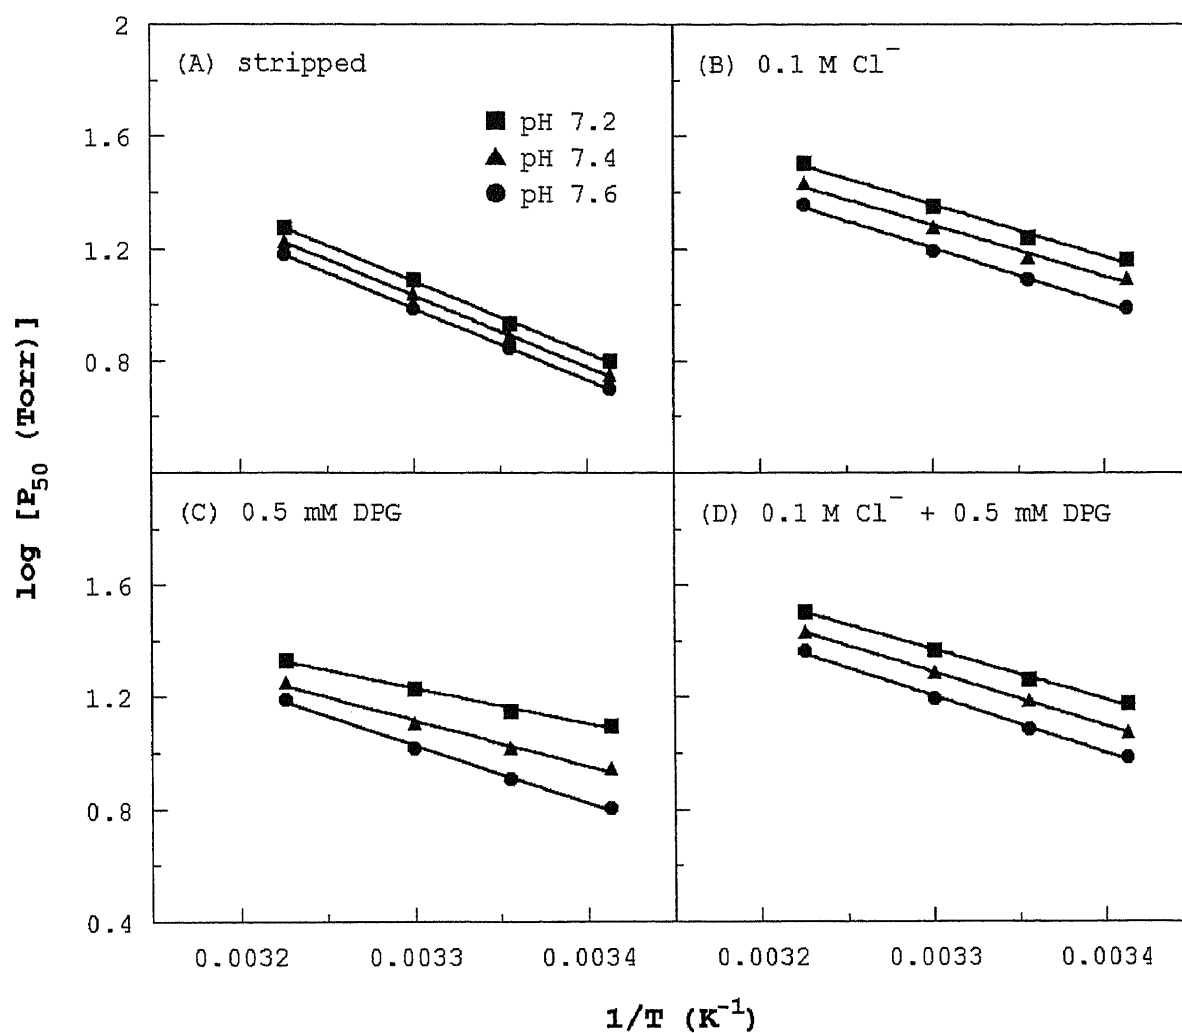 2
(A) stripped
(B) 0.1 M Cl⁻
pH 7.2
pH 7.4
pH 7.6
1.6
1.2
0.8
log [P₅₀ (Torr)]
(C) 0.5 mM DPG
(D) 0.1 M Cl⁻ + 0.5 mM DPG
1.6
1.2
0.8
0.4
0.0032 0.0033 0.0034 0.0032 0.0033 0.0034
1/T (K⁻¹)